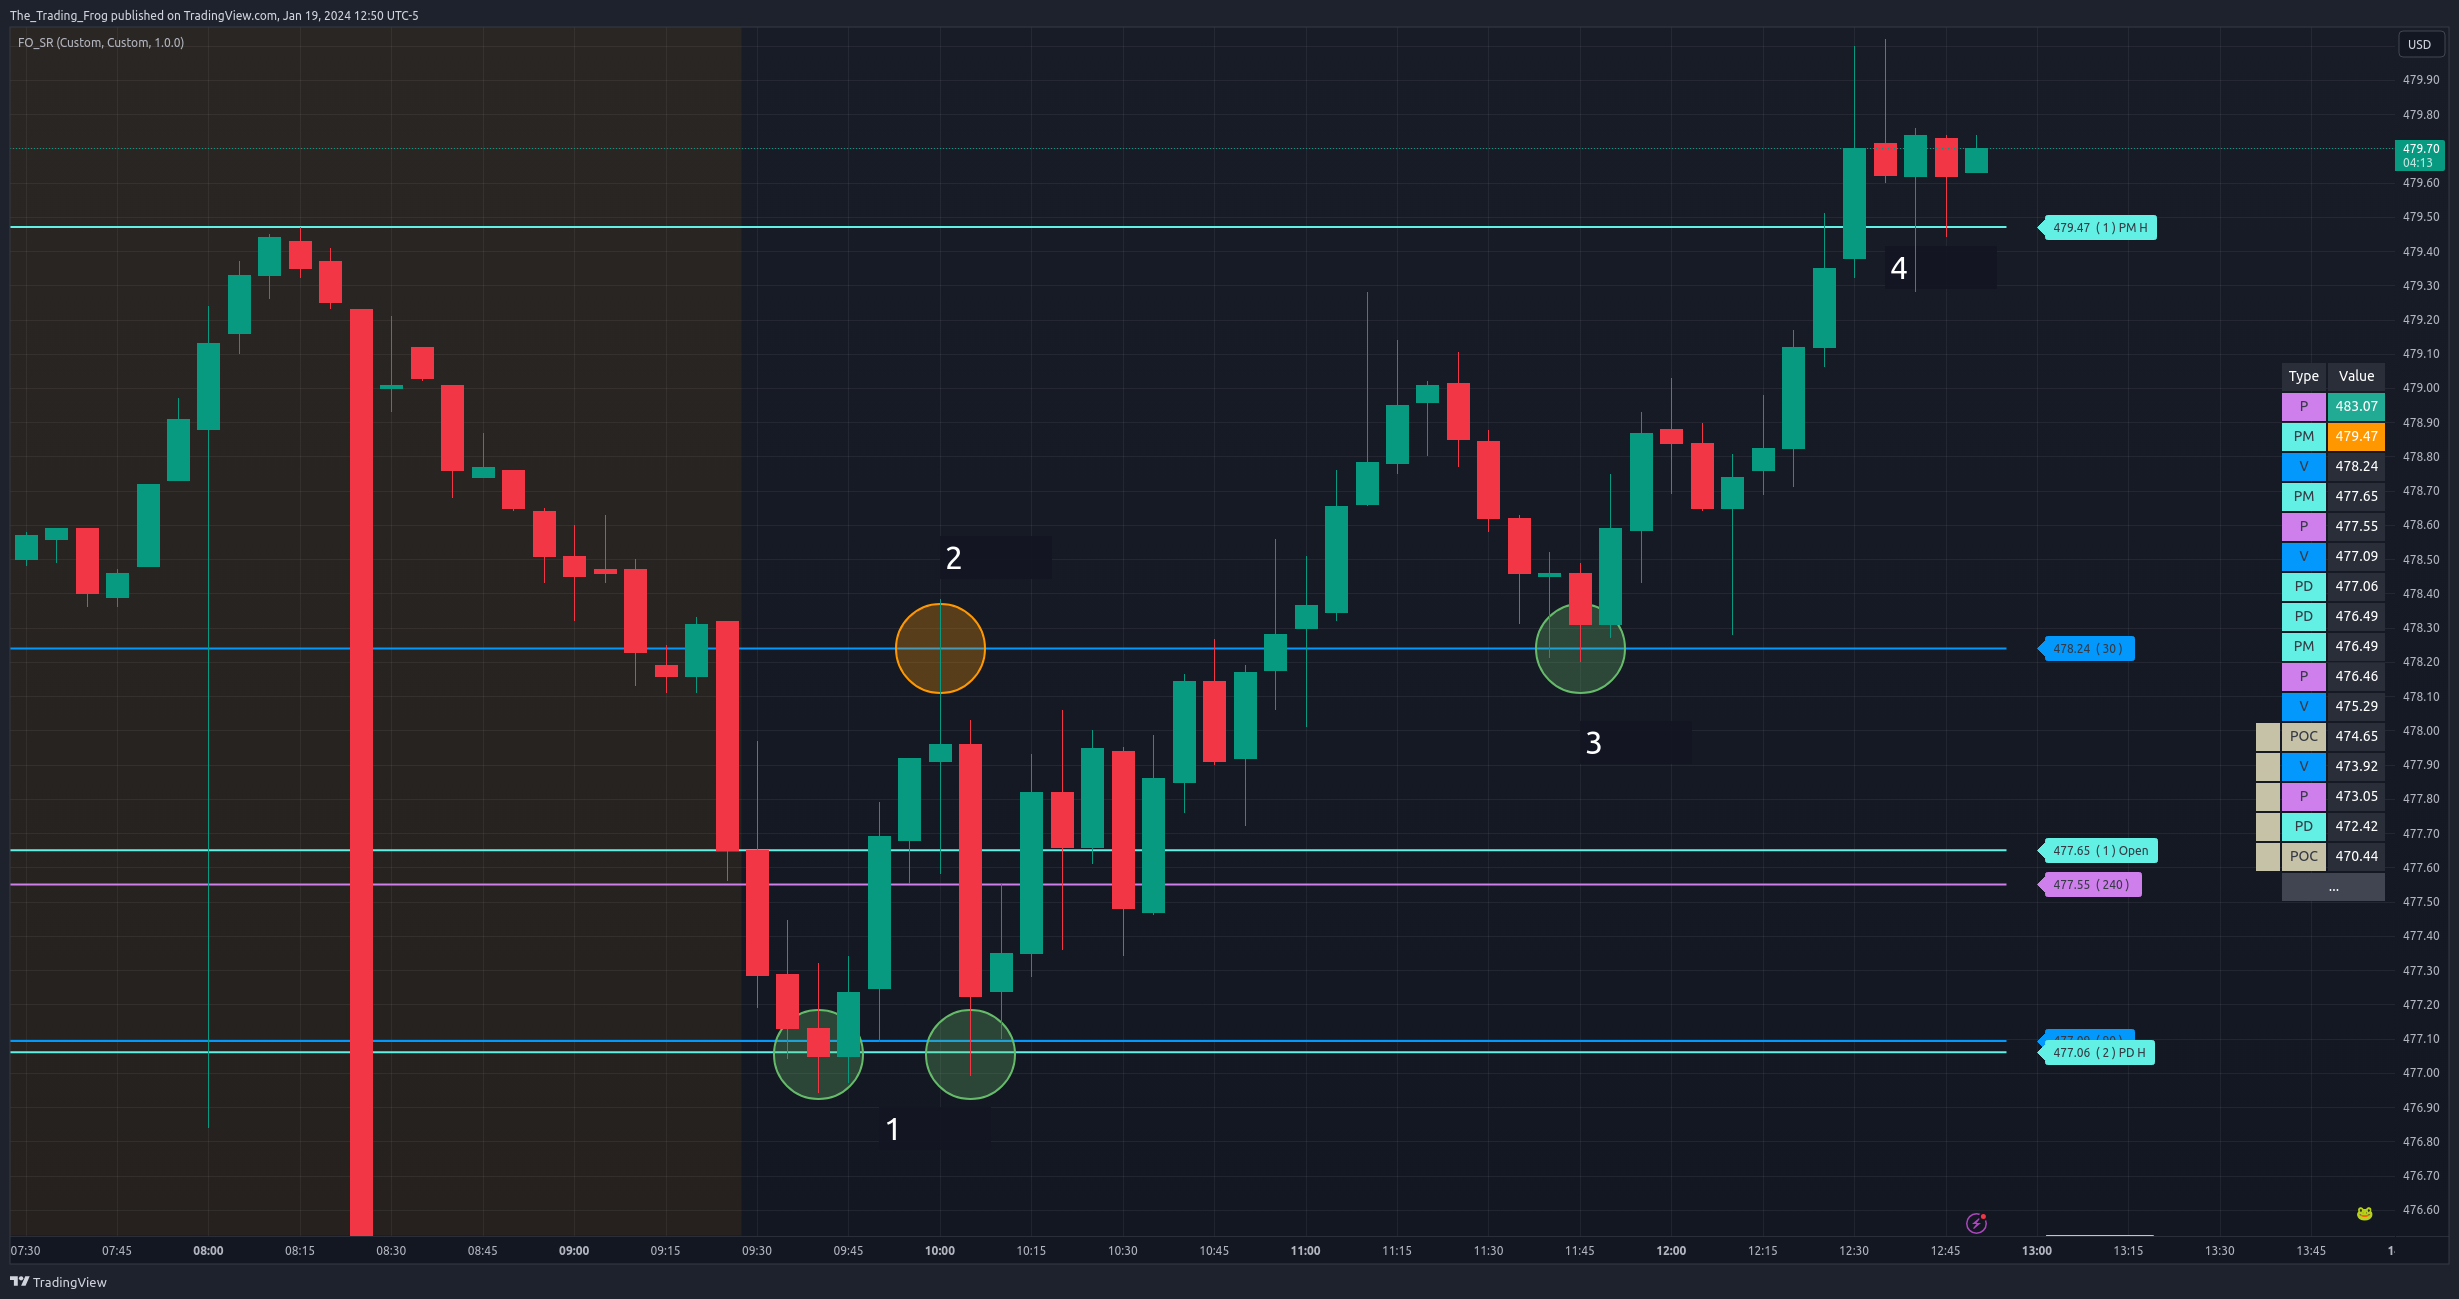 The_Trading_Frog published on TradingView.com, Jan 19, 2024 12:50 UTC-5
FO_SR (Custom, Custom, 1.0.0)
USD
479.90
479.80
479.70
04:13
479.60
479.50
479.47 ( 1 ) PM H
479.40
4
479.30
479.20
479.10
Type Value
479.00
P 483.07
478.90
PM 479.47
478.80
V 478.24
478.70
PM 477.65
478.60
P 477.55
2
478.50
V 477.09
478.40
PD 477.06
PD 476.49
478.30
478.24 ( 30 )
PM 476.49
478.20
P 476.46
478.10
V 475.29
3
478.00
POC 474.65
477.90
V 473.92
477.80
P 473.05
PD 472.42
477.70
477.65 ( 1 ) Open
POC 470.44
477.60
477.55 ( 240 )
...
477.50
477.40
477.30
477.20
477.10
477.06 ( 2 ) PD H
477.00
476.90
1
476.80
476.70
476.60
07:30 07:45 08:00 08:15 08:30 08:45 09:00 09:15 09:30 09:45 10:00 10:15 10:30 10:45 11:00 11:15 11:30 11:45 12:00 12:15 12:30 12:45 13:00 13:15 13:30 13:45
TradingView